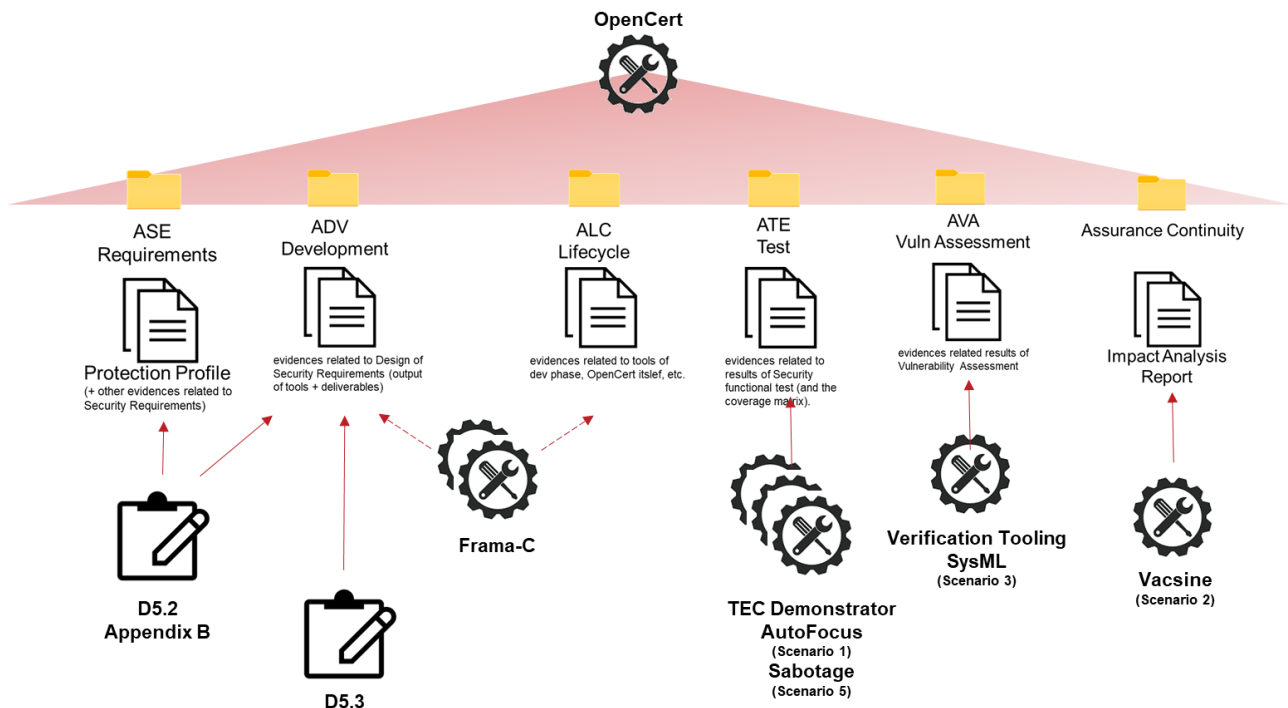 OpenCert
ASE
Requirements
Protection Profile
(+ other evidences related to
Security Requirements)
ADV
Development
evidences related to Design of
Security Requirements (output
of tools + deliverables)
ALC
Lifecycle
evidences related to tools of
dev phase, OpenCert itslef, etc.
ATE
Test
evidences related to
results of Security
functional test (and the
coverage matrix).
AVA
Vuln Assessment
evidences related results of
Vulnerability Assessment
Assurance Continuity
Impact Analysis
Report
D5.2
Appendix B
D5.3
Frama-C
TEC Demonstrator
AutoFocus
(Scenario 1)
Sabotage
(Scenario 5)
Verification Tooling
SysML
(Scenario 3)
Vacsine
(Scenario 2)